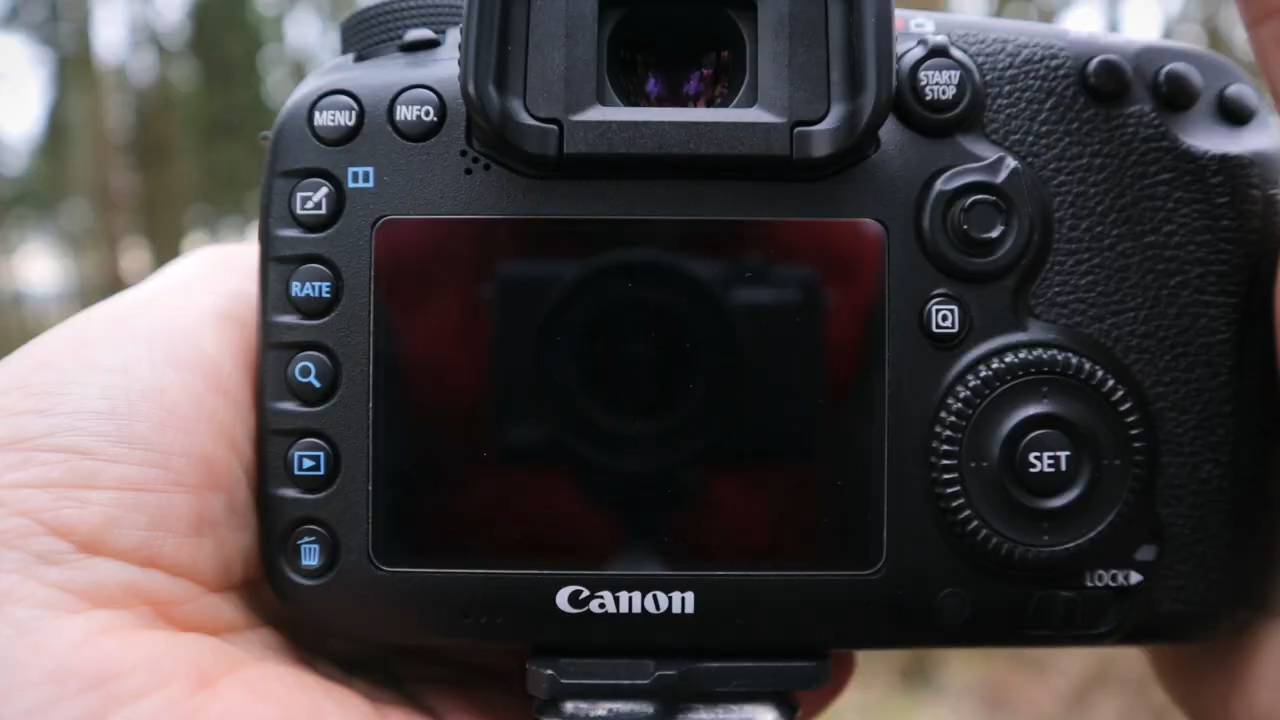 START/
STOP
MENU
INFO.
RATE
Q
SET
LOCK
Canon